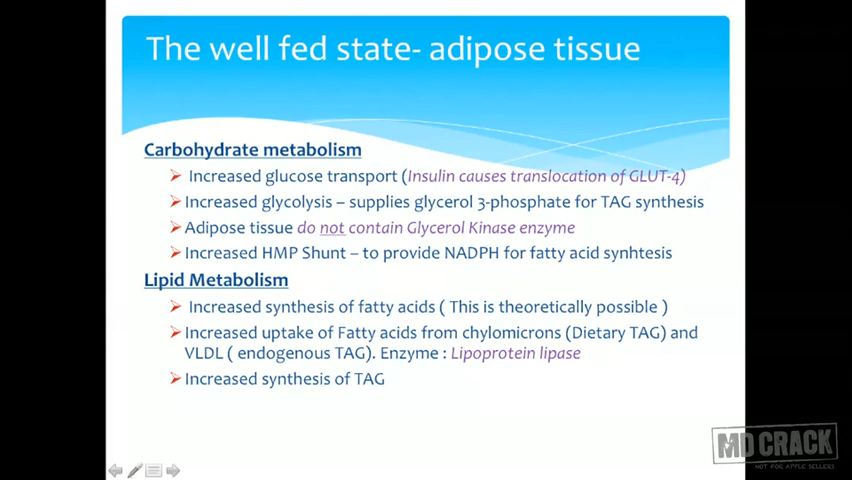 The well fed state- adipose tissue
Carbohydrate metabolism
Increased glucose transport (Insulin causes translocation of GLUT-4)
Increased glycolysis – supplies glycerol 3-phosphate for TAG synthesis
Adipose tissue do not contain Glycerol Kinase enzyme
Increased HMP Shunt – to provide NADPH for fatty acid synhtesis
Lipid Metabolism
Increased synthesis of fatty acids ( This is theoretically possible )
Increased uptake of Fatty acids from chylomicrons (Dietary TAG) and
VLDL ( endogenous TAG). Enzyme : Lipoprotein lipase
Increased synthesis of TAG
MD CRACK
NOT FOR APPLE SELLERS